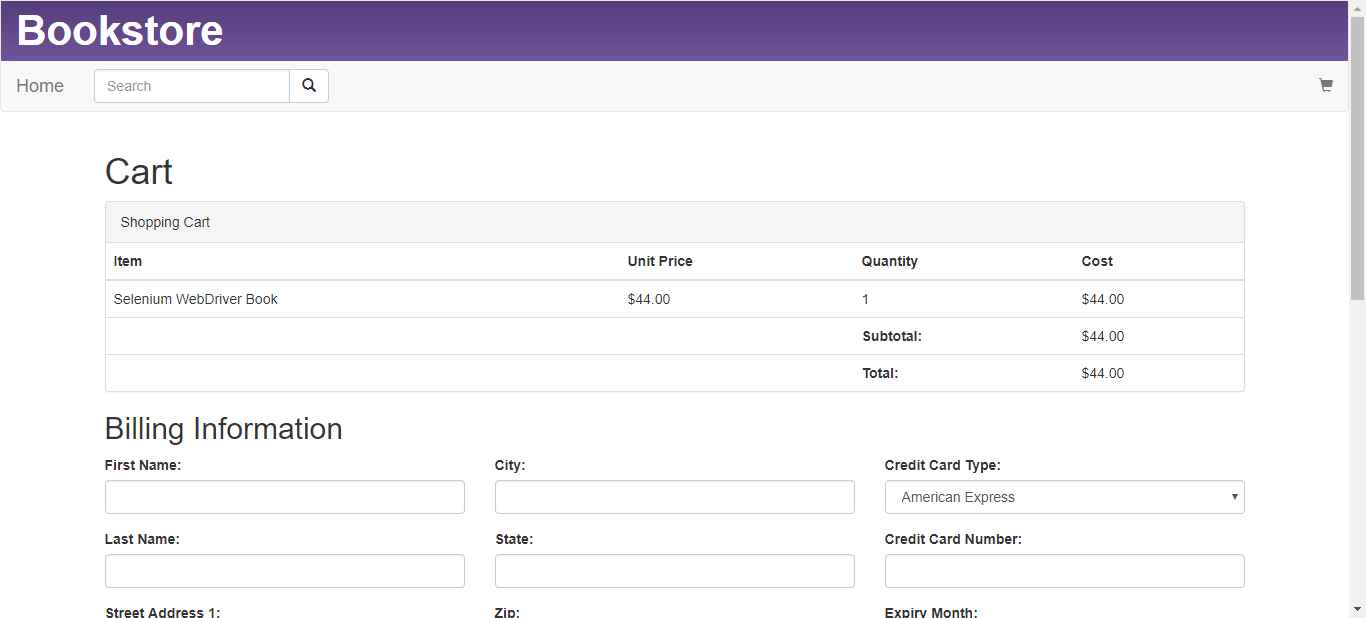 Bookstore
Home Search
Cart
Shopping Cart
Item Unit Price Quantity Cost
Selenium WebDriver Book $44.00 1 $44.00
Subtotal: $44.00
Total: $44.00
Billing Information
First Name: City: Credit Card Type:
American Express
Last Name: State: Credit Card Number:
Street Address 1: Zip: Expiry Month: